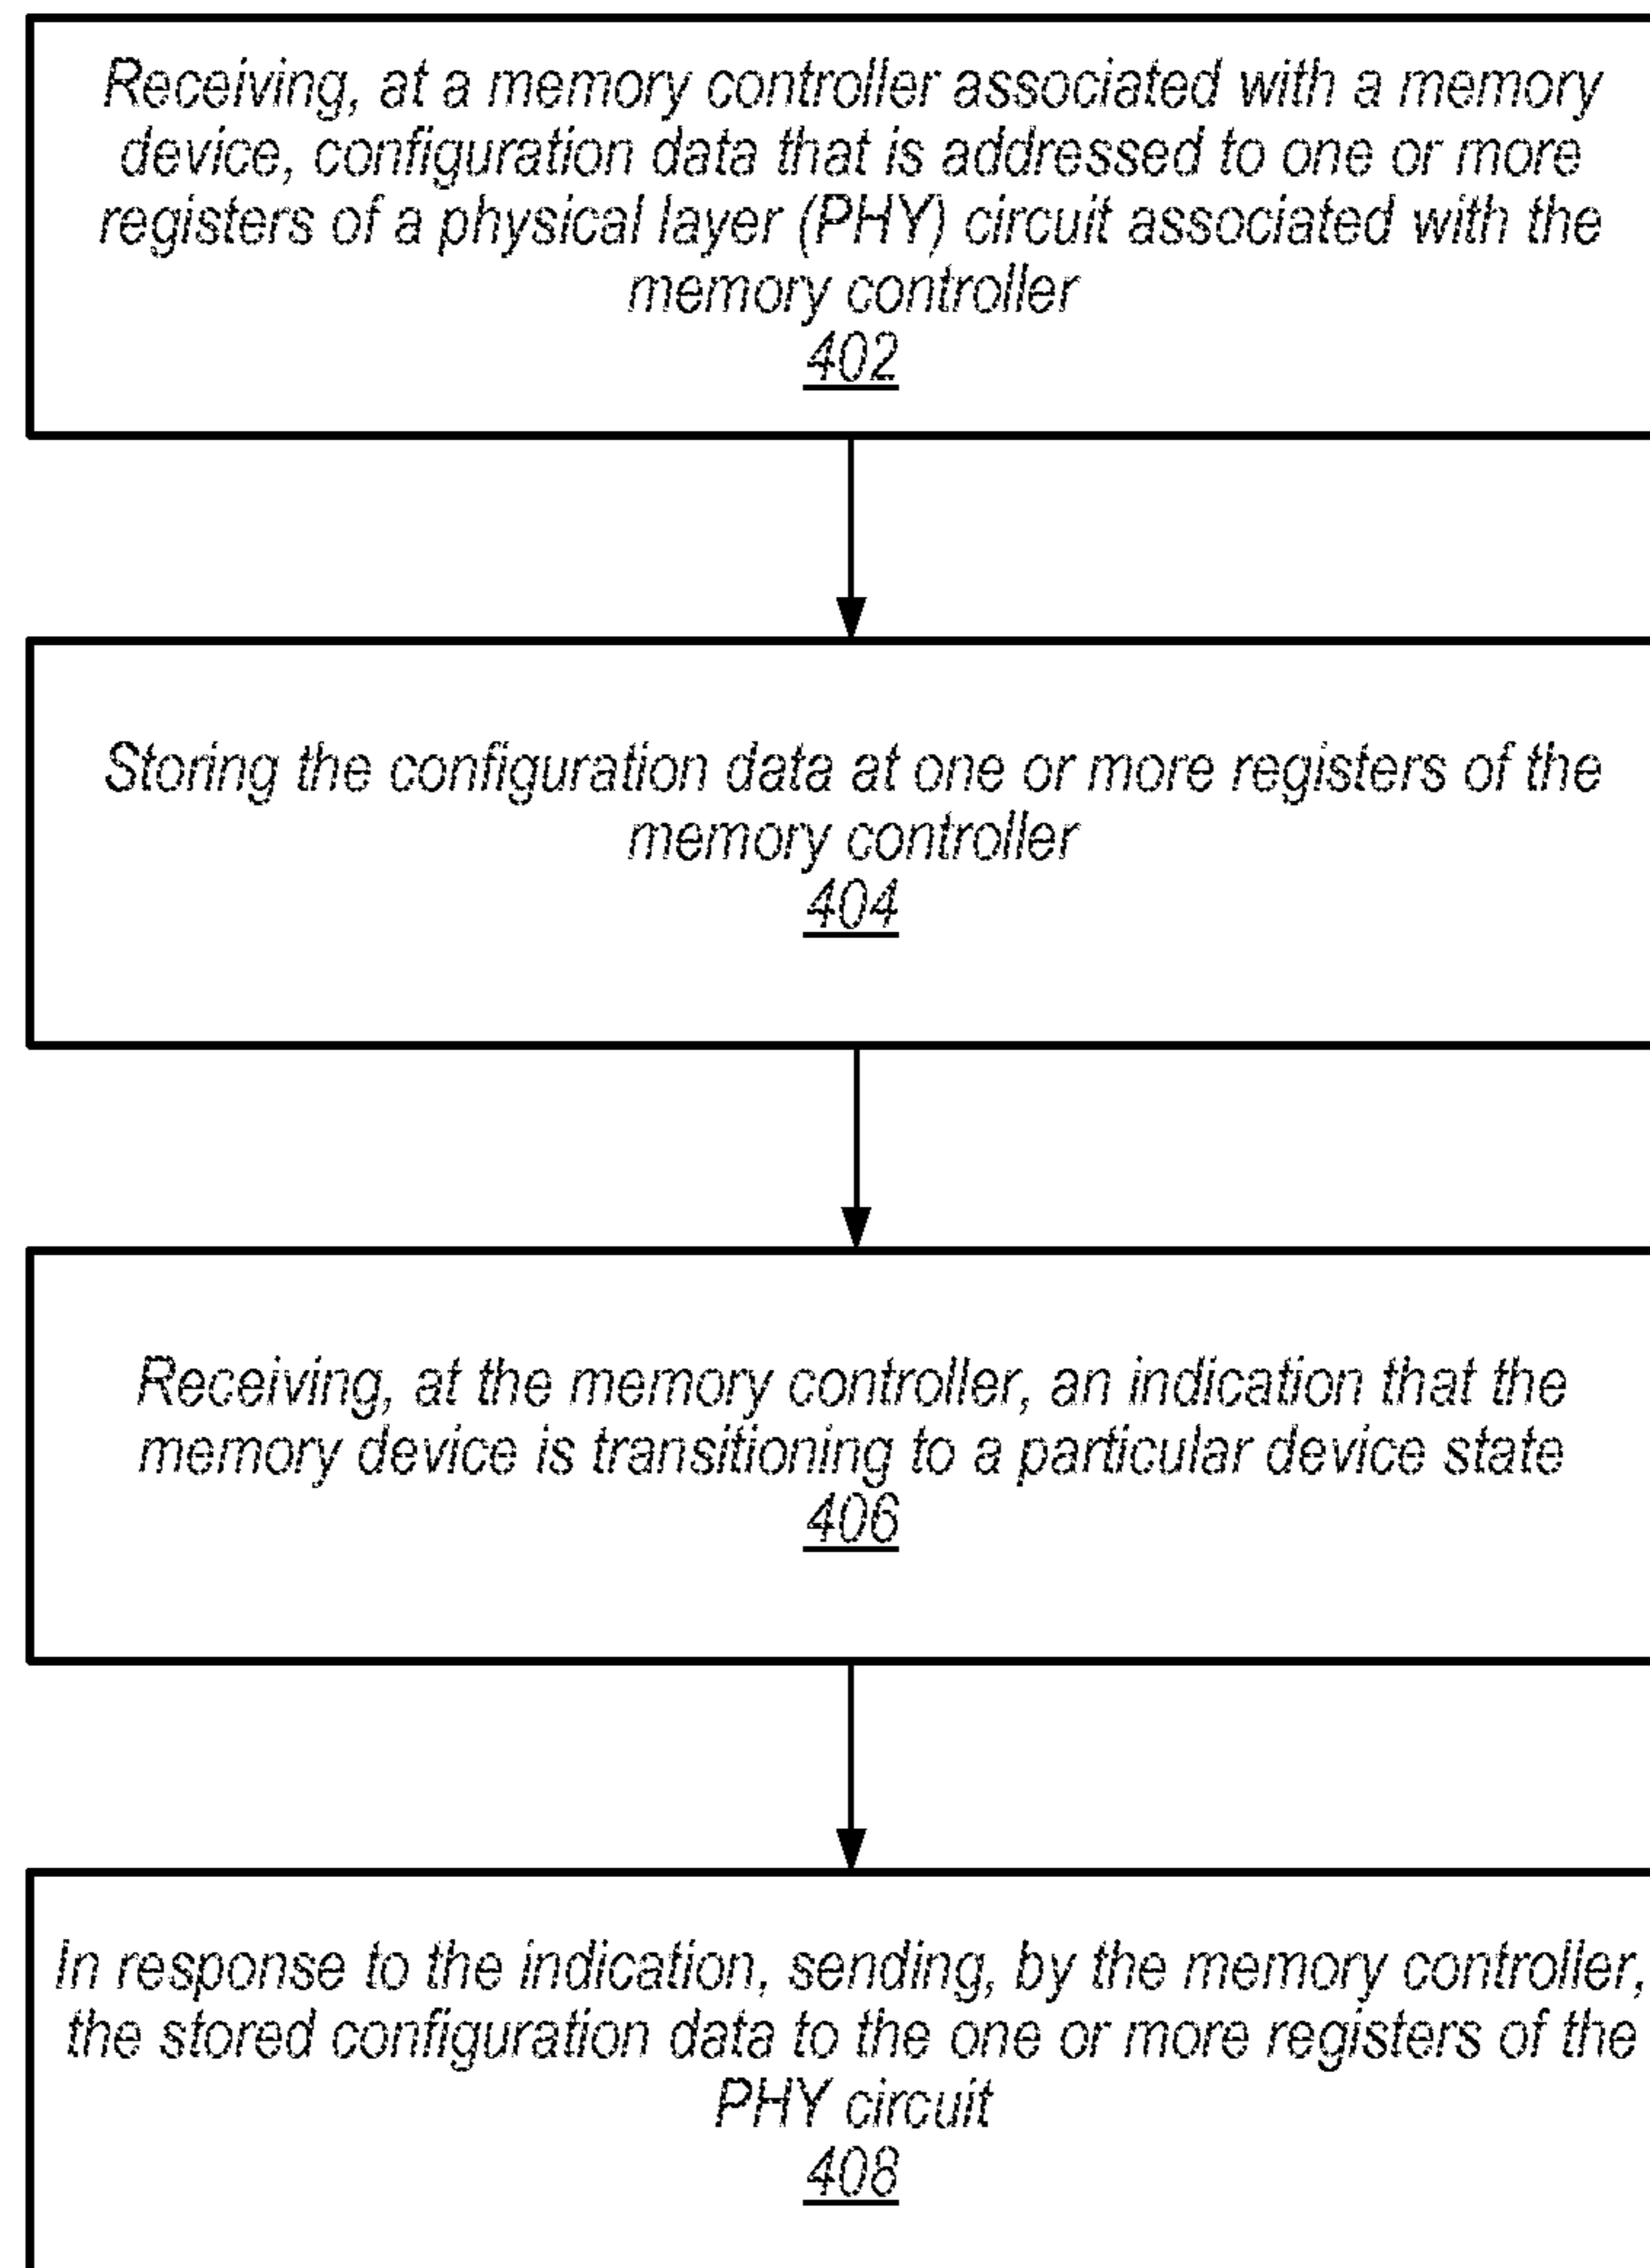 Receiving, at a memory controller associated with a memory
device, configuration data that is addressed to one or more
registers of a physical layer (PHY) circuit associated with the
memory controller
402
Storing the configuration data at one or more registers of the
memory controller
404
Receiving, at the memory controller, an indication that the
memory device is transitioning to a particular device state
406
In response to the indication, sending, by the memory controller,
the stored configuration data to the one or more registers of the
PHY circuit
408